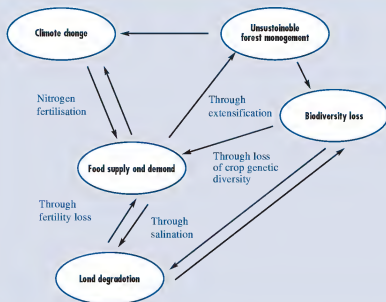 Climate change
Unsustainable
forest management
Nitrogen
fertilisation
Through
extensification
Biodiversity loss
Food supply and demand
Through loss
of crop genetic
diversity
Through
fertility loss
Through
salination
Land degradation